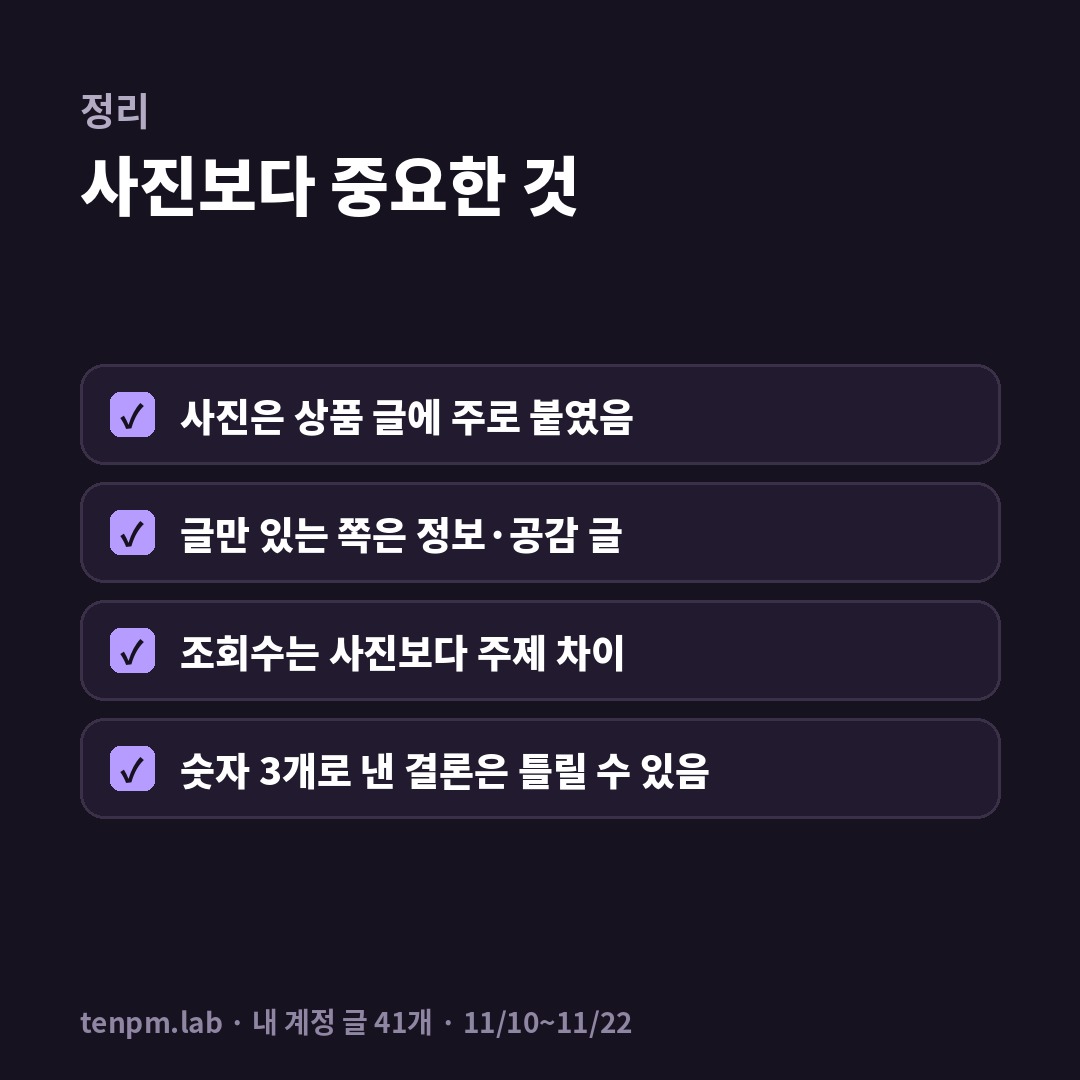 정리
사진보다 중요한 것
사진은 상품 글에 주로 붙였음
글만 있는 쪽은 정보·공감 글
조회수는 사진보다 주제 차이
숫자 3개로 낸 결론은 틀릴 수 있음
tenpm.lab · 내 계정 글 41개 · 11/10~11/22